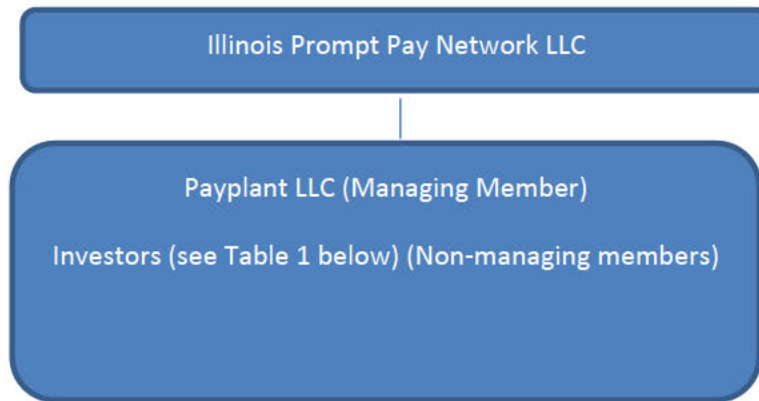 Illinois Prompt Pay Network LLC
Payplant LLC (Managing Member)
Investors (see Table 1 below) (Non-managing members)